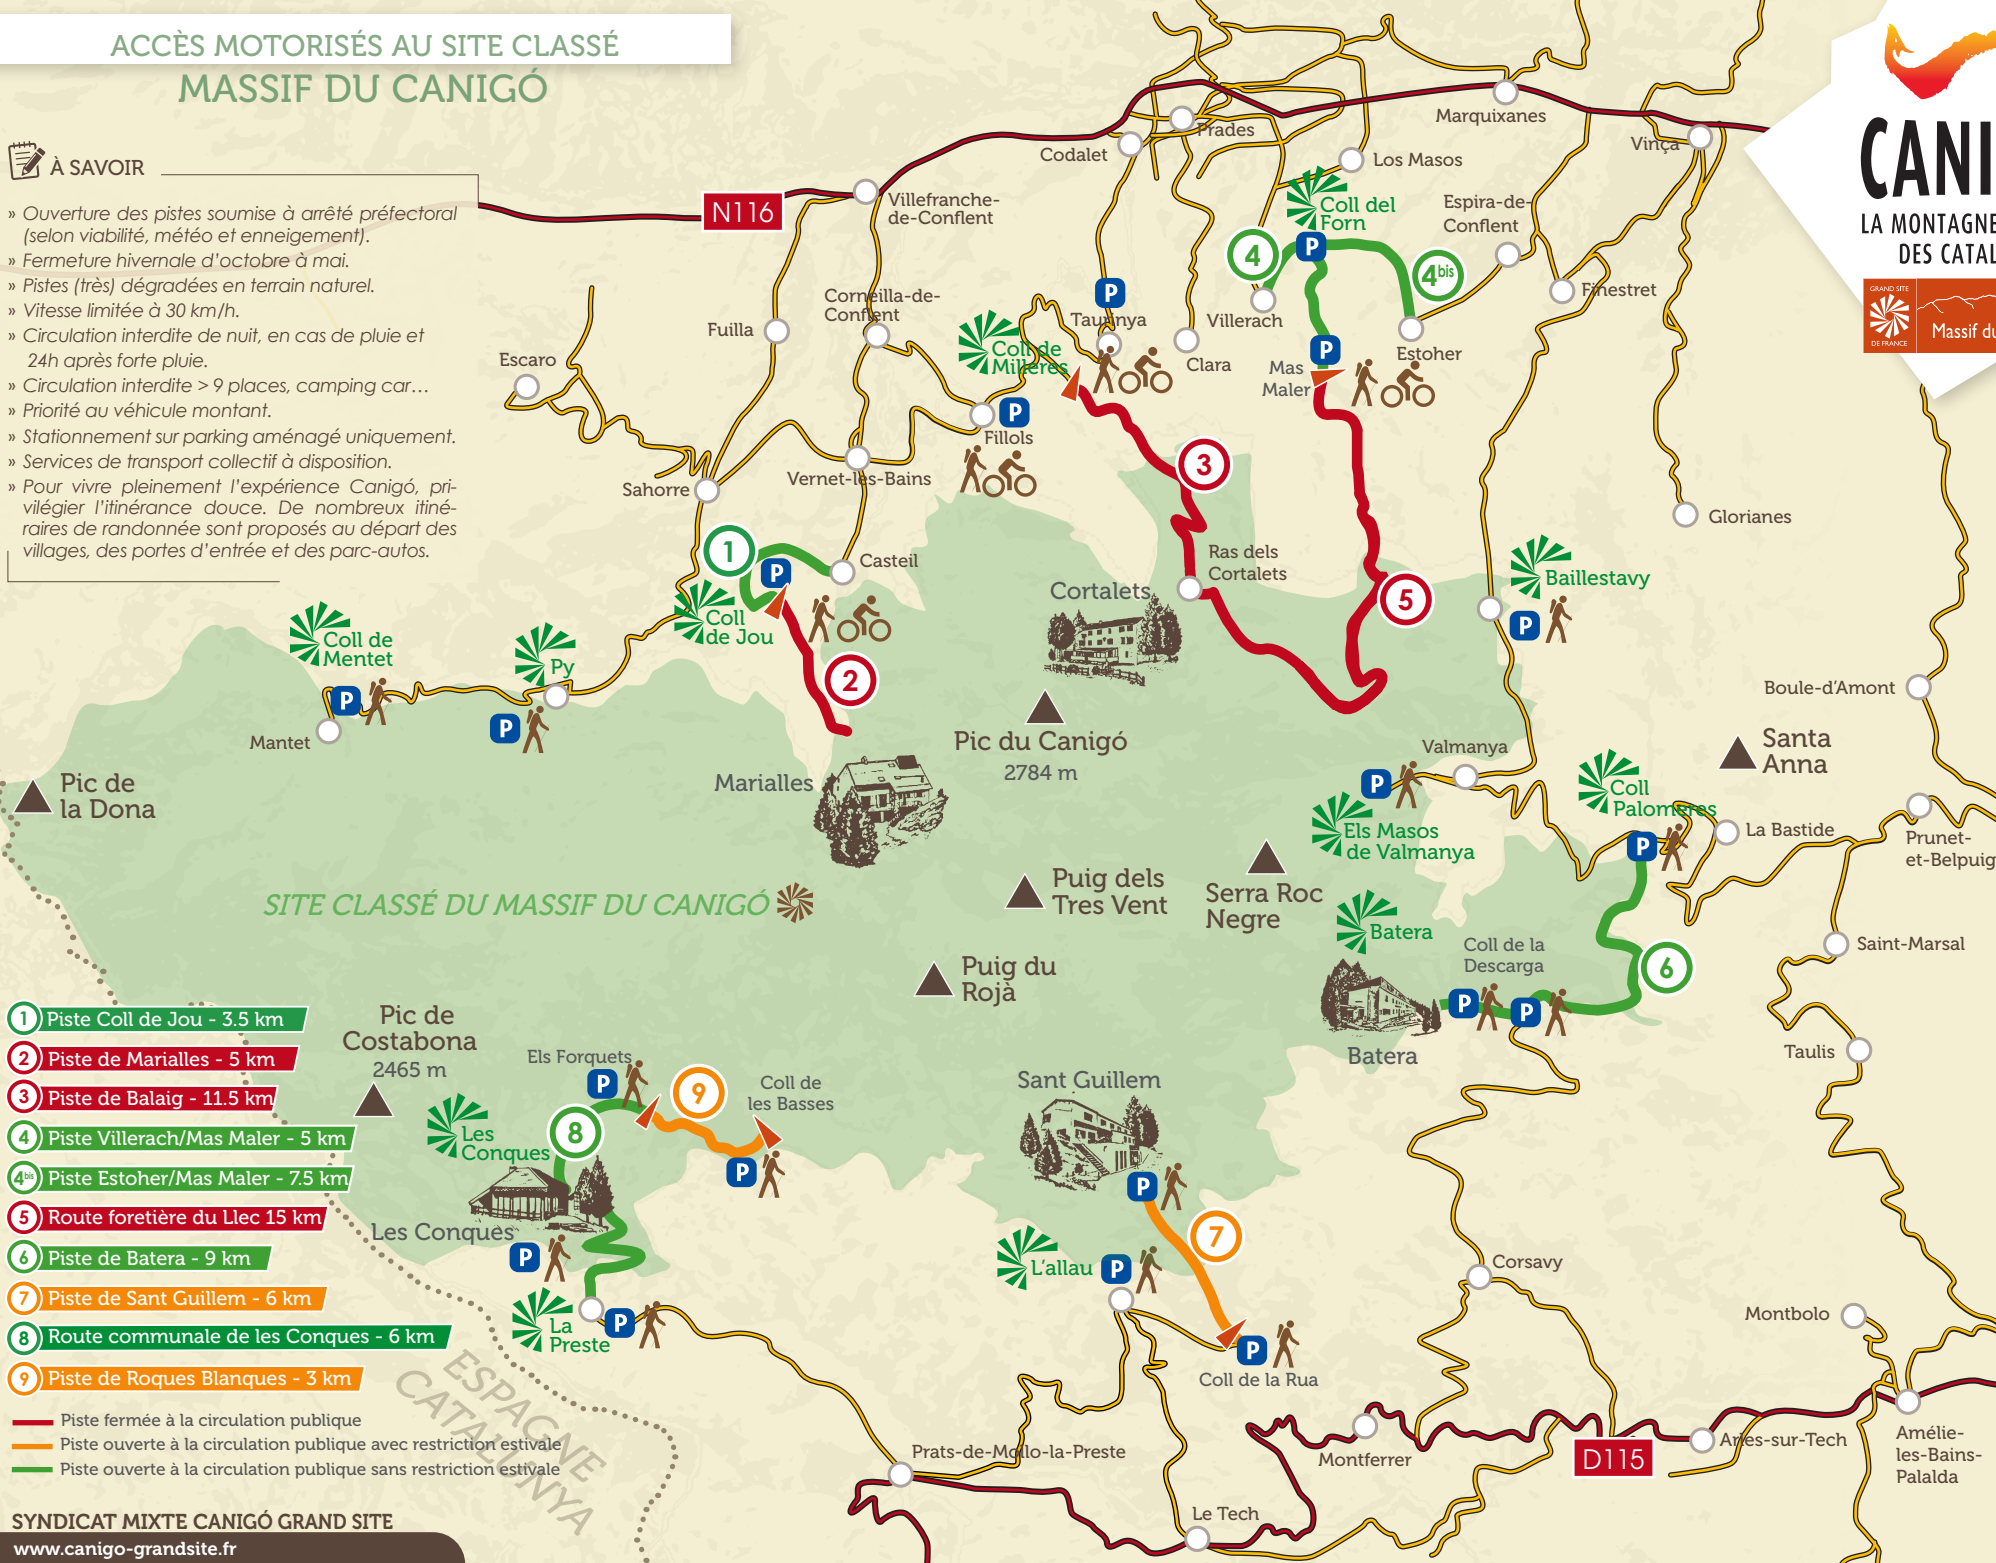 ACCÈS MOTORISÉS AU SITE CLASSÉ
MASSIF DU CANIGÓ
À SAVOIR
» Ouverture des pistes soumise à arrêté préfectoral
(selon viabilité, météo et enneigement).
» Fermeture hivernale d'octobre à mai.
» Pistes (très) dégradées en terrain naturel.
» Vitesse limitée à 30 km/h.
» Circulation interdite de nuit, en cas de pluie et
24h après forte pluie.
» Circulation interdite > 9 places, camping car…
» Priorité au véhicule montant.
» Stationnement sur parking aménagé uniquement.
» Services de transport collectif à disposition.
» Pour vivre pleinement l'expérience Canigó, pri-
vilégier l'itinérance douce. De nombreux itiné-
raires de randonnée sont proposés au départ des
villages, des portes d'entrée et des parc-autos.
CANI
LA MONTAGNE
DES CATAL
GRAND SITE
DE FRANCE
Massif du
N116
Villefranche-
de-Conflent
Codalet
Prades
Los Masos
Marquixanes
Vinça
Coll del
Forn
P
4
4bis
Espira-de-
Conflent
Finestret
Villerach
Estoher
P
Taurinya
Clara
P
Mas
Maler
Corneilla-de-
Conflent
Fuilla
Escaro
Coll de
Millères
P
Fillols
Vernet-les-Bains
Sahorre
3
Glorianes
1
P
Casteil
Coll
de Jou
2
Ras dels
Cortalets
Cortalets
5
Baillestavy
P
Coll de
Mentet
P
Mantet
Py
P
Boule-d'Amont
Pic du Canigó
2784 m
Marialles
Pic de
la Dona
Valmanya
P
Els Masos
de Valmanya
Santa
Anna
Coll
Palomères
P
La Bastide
Prunet-
et-Belpuig
SITE CLASSÉ DU MASSIF DU CANIGÓ
Puig dels
Tres Vent
Serra Roc
Negre
Batera
Coll de la
Descarga
P
P
6
Saint-Marsal
Puig du
Rojà
Batera
Taulis
Pic de
Costabona
2465 m
Els Forquets
P
9
Coll de
les Basses
P
8
Les
Conques
Les Conques
P
La
Preste
P
Sant Guillem
P
7
L'allau
P
P
Coll de la Rua
Corsavy
Montbolo
1 Piste Coll de Jou - 3.5 km
2 Piste de Marialles - 5 km
3 Piste de Balaig - 11.5 km
4 Piste Villerach/Mas Maler - 5 km
4bis Piste Estoher/Mas Maler - 7.5 km
5 Route foretière du Llec 15 km
6 Piste de Batera - 9 km
7 Piste de Sant Guillem - 6 km
8 Route communale de les Conques - 6 km
9 Piste de Roques Blanques - 3 km
Piste fermée à la circulation publique
Piste ouverte à la circulation publique avec restriction estivale
Piste ouverte à la circulation publique sans restriction estivale
ESPAGNE
CATALUNYA
Prats-de-Mollo-la-Preste
Le Tech
Montferrer
D115
Arles-sur-Tech
Amélie-
les-Bains-
Palalda
SYNDICAT MIXTE CANIGÓ GRAND SITE
www.canigo-grandsite.fr